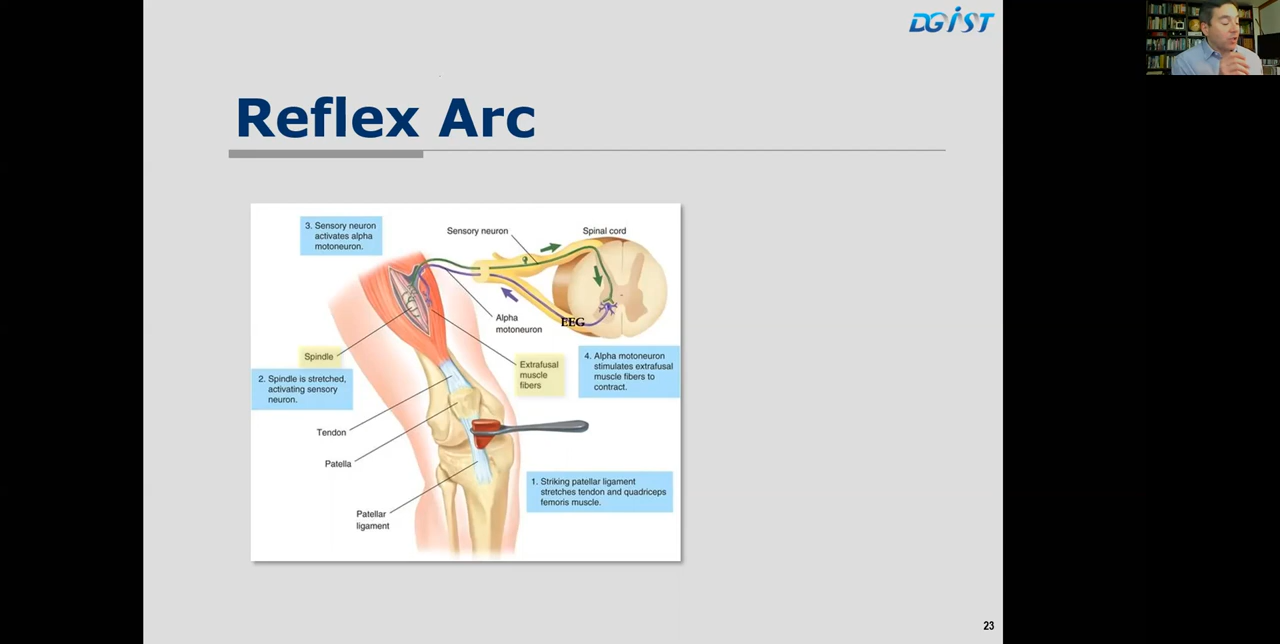 DGIST
Reflex Arc
3. Sensory neuron
activates alpha
motoneuron.
Sensory neuron
Spinal cord
Alpha
motoneuron
EEG
Spindle
Extrafusal
muscle
fibers
4. Alpha motoneuron
stimulates extrafusal
muscle fibers to
contract.
2. Spindle is stretched,
activating sensory
neuron.
Tendon
Patella
1. Striking patellar ligament
stretches tendon and quadriceps
femoris muscle.
Patellar
ligament
23